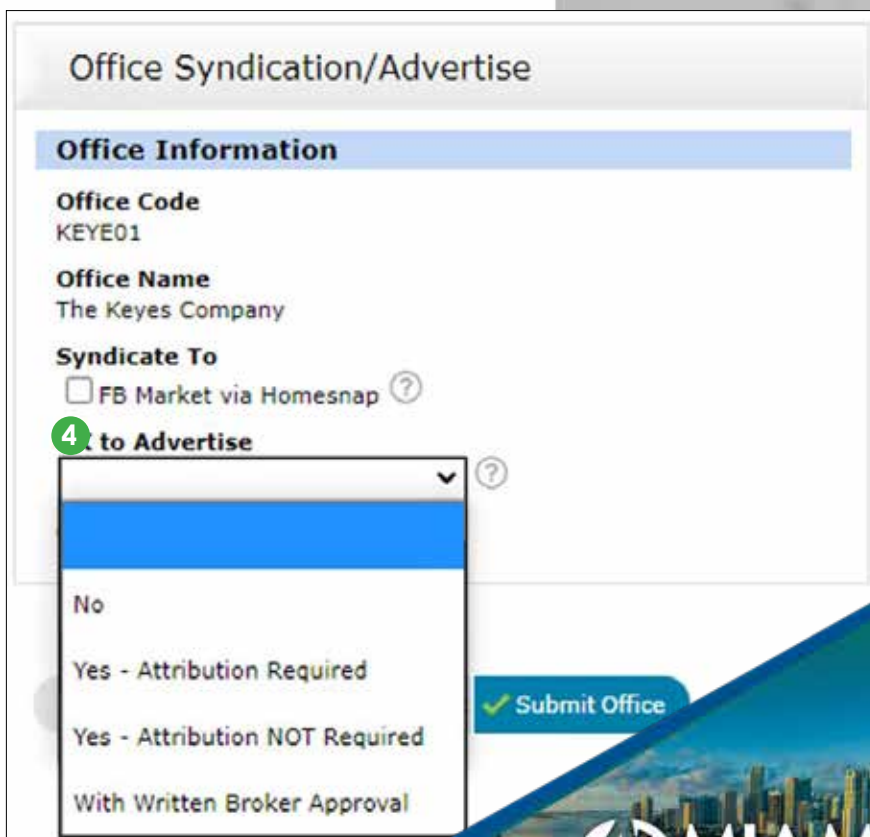 Office Syndication/Advertise
Office Information
Office Code
KEYE01
Office Name
The Keyes Company
Syndicate To
FB Market via Homesnap ?
4 to Advertise
?
No
Yes - Attribution Required
Yes - Attribution NOT Required
Submit Office
With Written Broker Approval